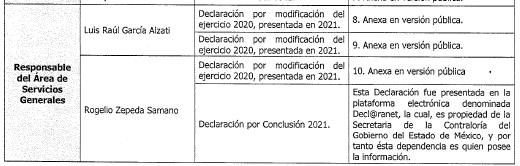 Responsable
del Área de
Servicios
Generales
Luis Raúl García Alzati
Declaración por modificación del
ejercicio 2020, presentada en 2021.
8. Anexa en versión pública.
Declaración por modificación del
ejercicio 2020, presentada en 2021.
9. Anexa en versión pública.
Rogelio Zepeda Samano
Declaración por modificación del
ejercicio 2020, presentada en 2021.
10. Anexa en versión pública
Declaración por Conclusión 2021.
Esta Declaración fue presentada en la
plataforma electrónica denominada
Decl@ranet, la cual, es propiedad de la
Secretaria de la Contraloría del
Gobierno del Estado de México, y por
tanto ésta dependencia es quien posee
la información.